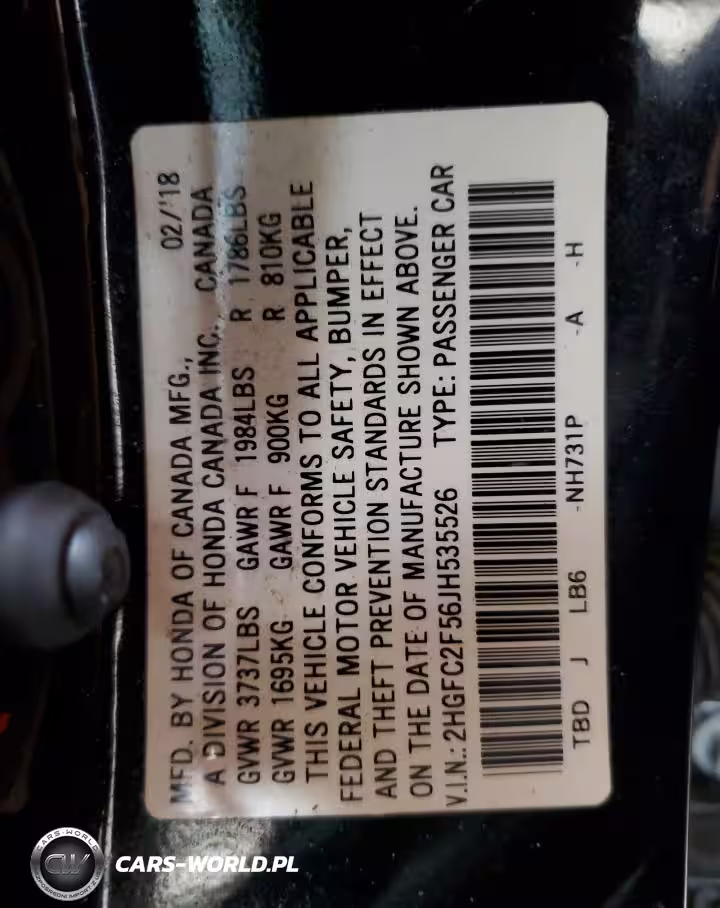 MFD. BY HONDA OF CANADA MFG., 02/'18
A DIVISION OF HONDA CANADA INC., CANADA
GVWR 3737LBS GAWR F 1984LBS R 1786LBS
GVWR 1695KG GAWR F 900KG R 810KG
THIS VEHICLE CONFORMS TO ALL APPLICABLE
FEDERAL MOTOR VEHICLE SAFETY, BUMPER,
AND THEFT PREVENTION STANDARDS IN EFFECT
ON THE DATE OF MANUFACTURE SHOWN ABOVE.
V.I.N.: 2HGFC2F56JH535526 TYPE: PASSENGER CAR
TBD J LB6 -NH731P -A -H
CARS-WORLD
CW
CARS-WORLD.PL